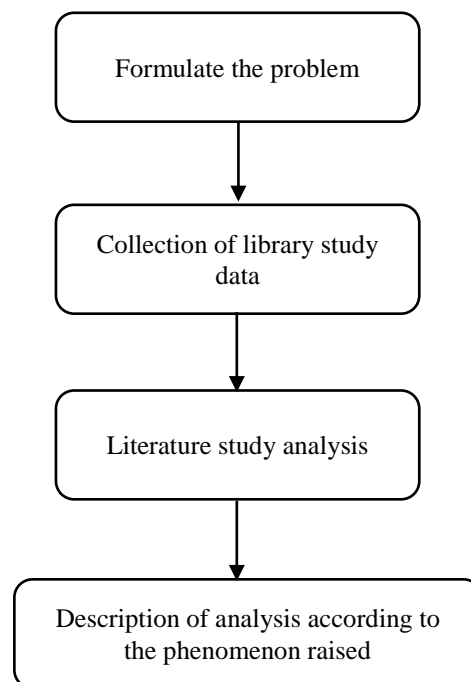 Formulate the problem
Collection of library study
data
Literature study analysis
Description of analysis according to
the phenomenon raised